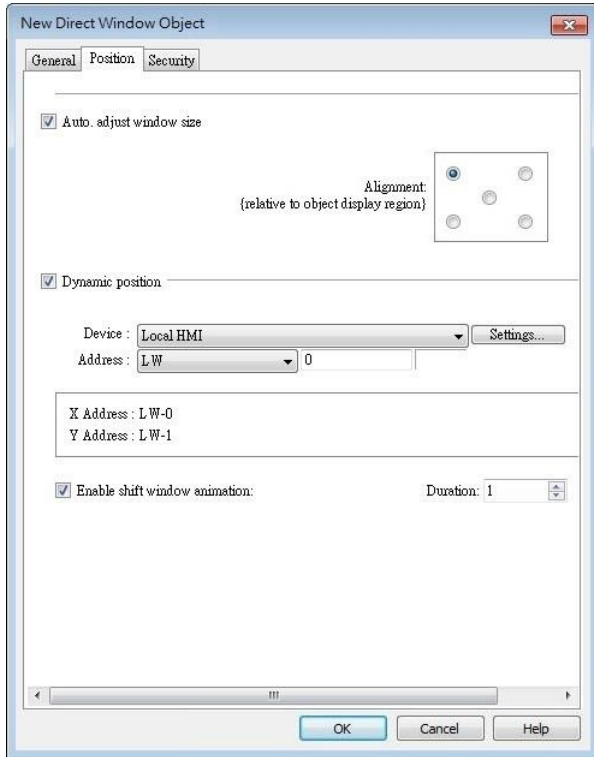 New Direct Window Object
General Position Security
Auto. adjust window size
Alignment:
{relative to object display region}
Dynamic position
Device : Local HMI Settings...
Address : LW 0
X Address : LW-0
Y Address : LW-1
Enable shift window animation: Duration: 1
OK Cancel Help